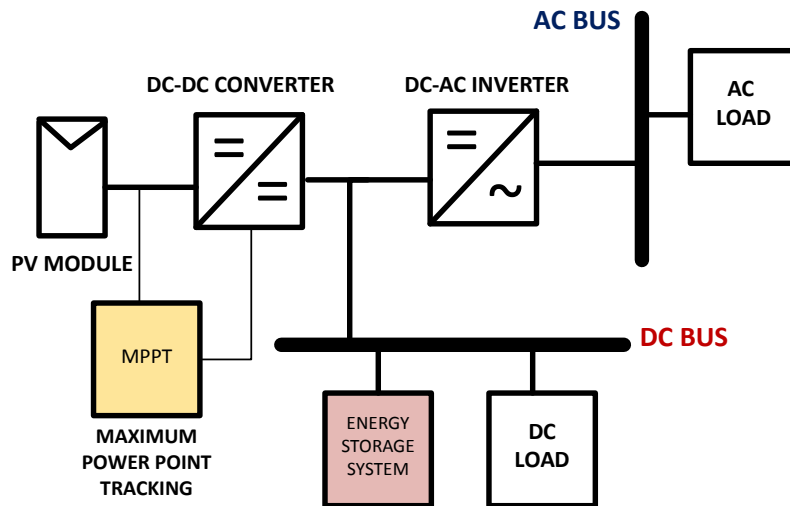 AC BUS
DC-DC CONVERTER
DC-AC INVERTER
AC
LOAD
PV MODULE
MPPT
MAXIMUM
POWER POINT
TRACKING
DC BUS
ENERGY
STORAGE
SYSTEM
DC
LOAD